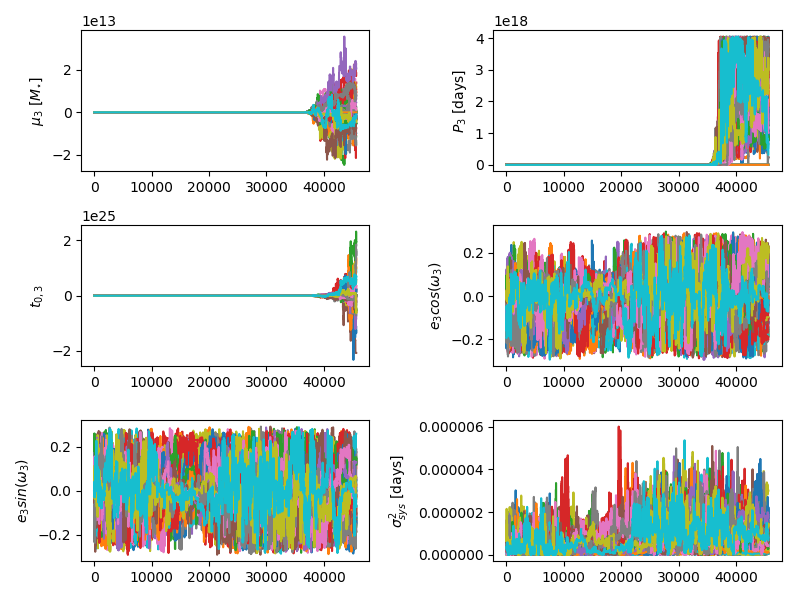 1e13
μ₃ [M⋆]
2
0
−2
0 10000 20000 30000 40000
1e18
P₃ [days]
4
3
2
1
0
0 10000 20000 30000 40000
1e25
t₀,₃
2
0
−2
0 10000 20000 30000 40000
e₃cos(ω₃)
0.2
0.0
−0.2
0 10000 20000 30000 40000
e₃sin(ω₃)
0.2
0.0
−0.2
0 10000 20000 30000 40000
σ²sys [days]
0.000006
0.000004
0.000002
0.000000
0 10000 20000 30000 40000